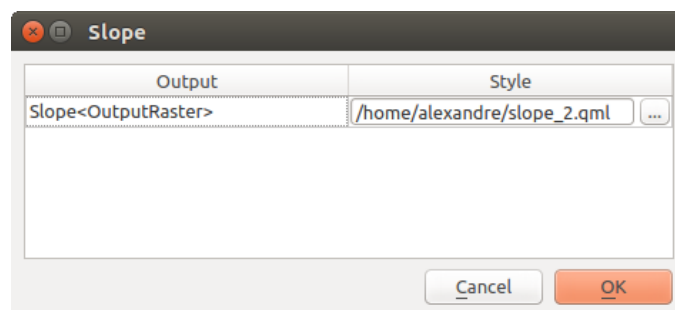 Slope
Output Style
Slope<OutputRaster> /home/alexandre/slope_2.qml ...
Cancel OK